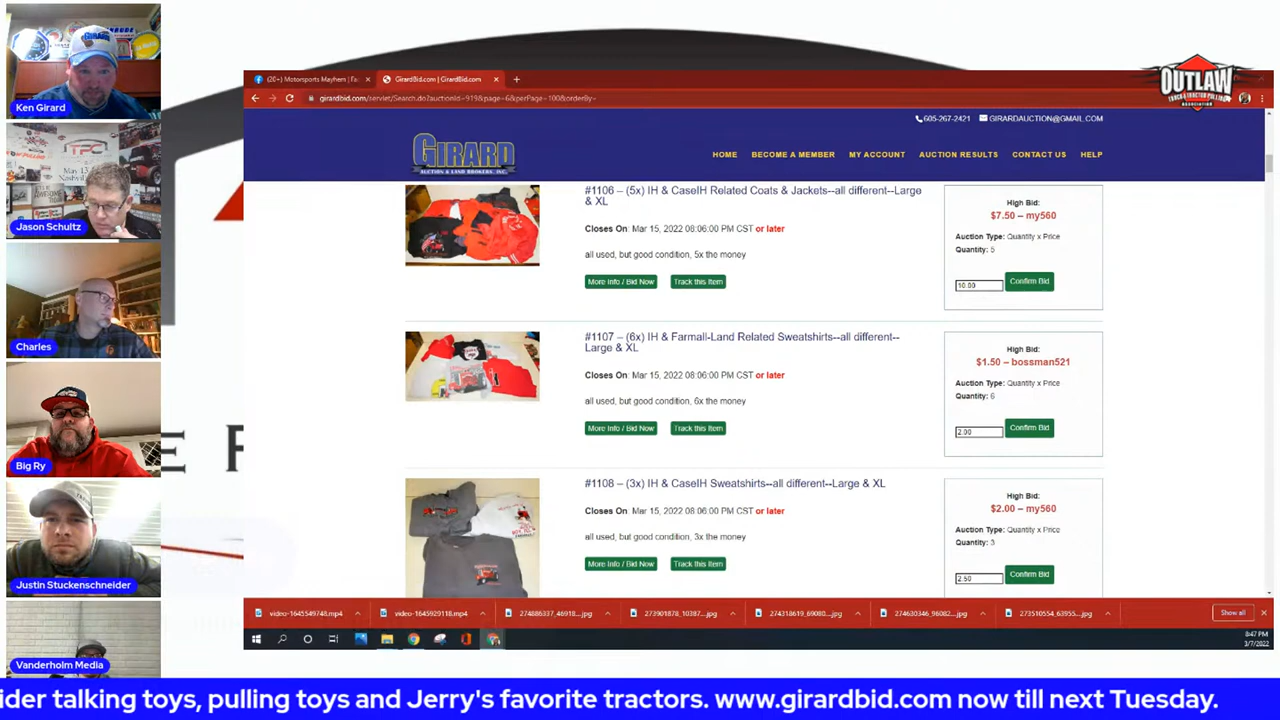 Ken Girard
Jason Schultz
Charles
Big Ry
Justin Stuckenschneider
Vanderholm Media
(20+) Motorsports Mayhem | Fa
GirardBid.com | GirardBid.com
girardbid.com/servlet/Search.do?auctionId=919&page=6&perPage=100&orderBy=
OUTLAW
TRUCK & TRACTOR PULLING
ASSOCIATION
605-267-2421
GIRARDAUCTION@GMAIL.COM
GIRARD
AUCTION & LAND BROKERS, INC.
HOME
BECOME A MEMBER
MY ACCOUNT
AUCTION RESULTS
CONTACT US
HELP
#1106 – (5x) IH & CaseIH Related Coats & Jackets--all different--Large
& XL
Closes On: Mar 15, 2022 08:06:00 PM CST or later
all used, but good condition, 5x the money
More Info / Bid Now
Track this Item
High Bid:
$7.50 – my560
Auction Type: Quantity x Price
Quantity: 5
10.00
Confirm Bid
#1107 – (6x) IH & Farmall-Land Related Sweatshirts--all different--
Large & XL
Closes On: Mar 15, 2022 08:06:00 PM CST or later
all used, but good condition, 6x the money
More Info / Bid Now
Track this Item
High Bid:
$1.50 – bossman521
Auction Type: Quantity x Price
Quantity: 6
2.00
Confirm Bid
#1108 – (3x) IH & CaseIH Sweatshirts--all different--Large & XL
Closes On: Mar 15, 2022 08:06:00 PM CST or later
all used, but good condition, 3x the money
More Info / Bid Now
Track this Item
High Bid:
$2.00 – my560
Auction Type: Quantity x Price
Quantity: 3
2.50
Confirm Bid
video-1645549748.mp4
video-1645929118.mp4
274886337_46918....jpg
273901878_10387....jpg
274218619_69080....jpg
274630346_96082....jpg
273510554_63955....jpg
Show all
8:47 PM
3/7/2022
ider talking toys, pulling toys and Jerry's favorite tractors. www.girardbid.com now till next Tuesday.